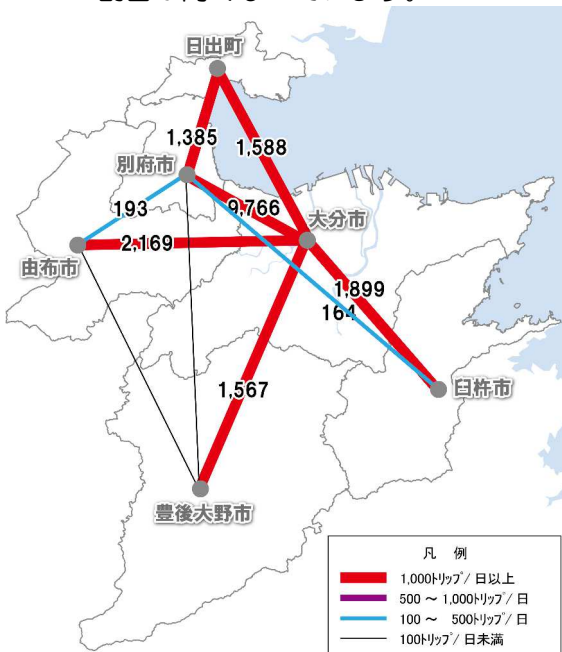 日出町
1,385
1,588
別府市
193
9,766
大分市
2,169
由布市
1,899
164
1,567
臼杵市
豊後大野市
凡 例
1,000トリップ/日以上
500 ～ 1,000トリップ/日
100 ～ 500トリップ/日
100トリップ/日未満